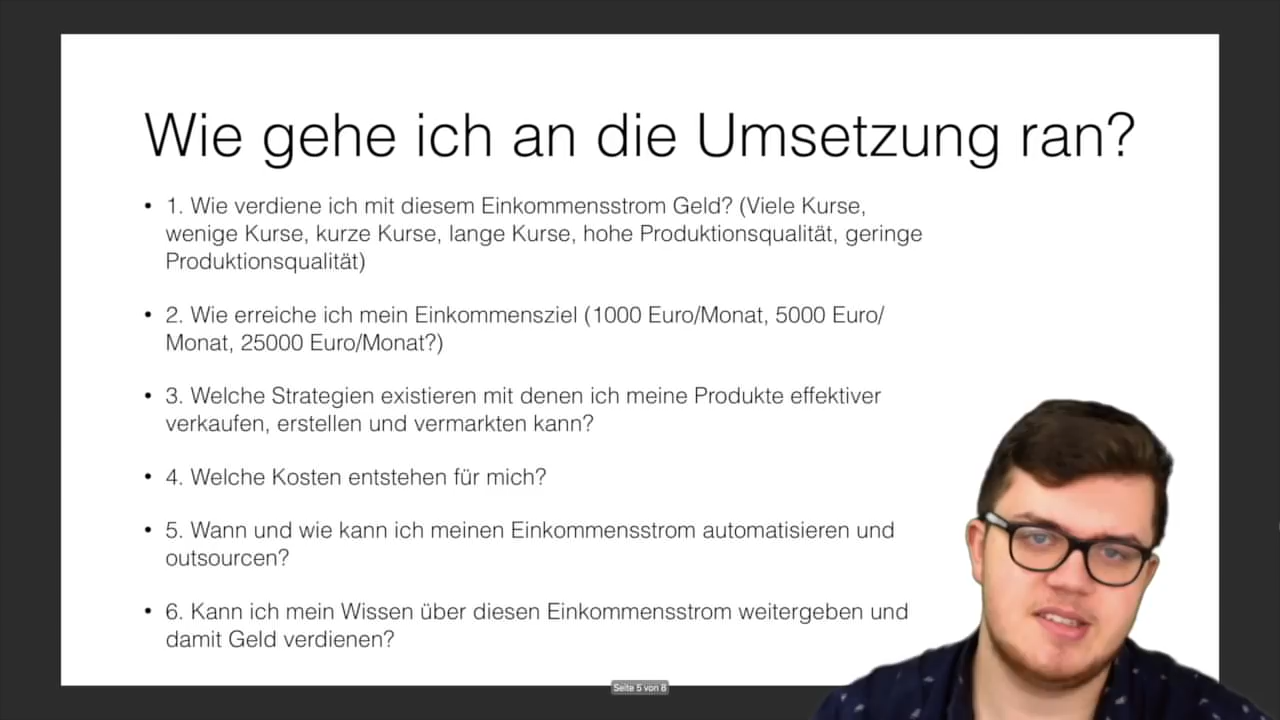 Wie gehe ich an die Umsetzung ran?
• 1. Wie verdiene ich mit diesem Einkommensstrom Geld? (Viele Kurse,
wenige Kurse, kurze Kurse, lange Kurse, hohe Produktionsqualität, geringe
Produktionsqualität)
• 2. Wie erreiche ich mein Einkommensziel (1000 Euro/Monat, 5000 Euro/
Monat, 25000 Euro/Monat?)
• 3. Welche Strategien existieren mit denen ich meine Produkte effektiver
verkaufen, erstellen und vermarkten kann?
• 4. Welche Kosten entstehen für mich?
• 5. Wann und wie kann ich meinen Einkommensstrom automatisieren und
outsourcen?
• 6. Kann ich mein Wissen über diesen Einkommensstrom weitergeben und
damit Geld verdienen?
Seite 5 von 8